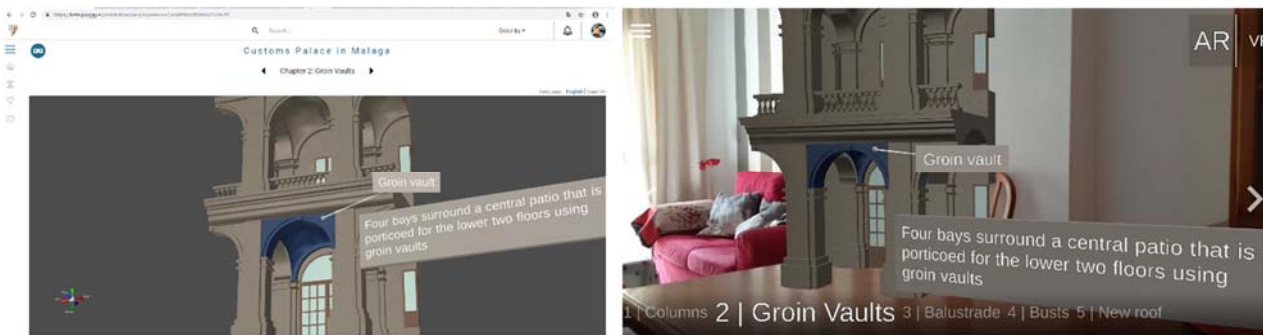 Search...
Customs Palace in Malaga
Chapter 2: Groin Vaults
English
Groin vault
Four bays surround a central patio that is
porticoed for the lower two floors using
groin vaults
AR
Groin vault
Four bays surround a central patio that is
porticoed for the lower two floors using
groin vaults
1 | Columns 2 | Groin Vaults 3 | Balustrade 4 | Busts 5 | New roof